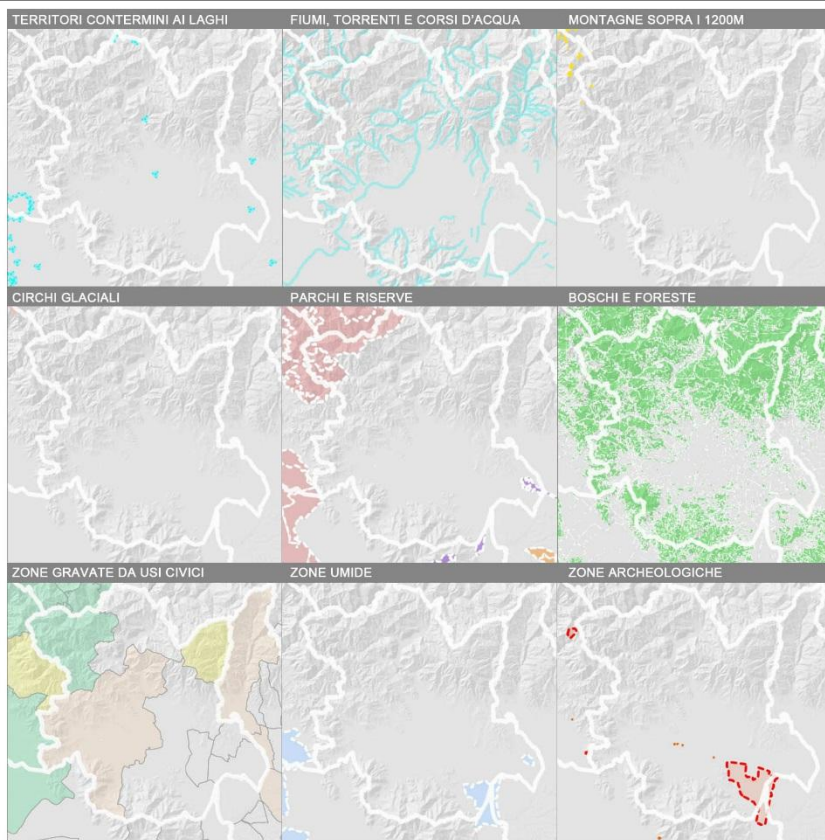 TERRITORI CONTERMINI AI LAGHI
FIUMI, TORRENTI E CORSI D'ACQUA
MONTAGNE SOPRA I 1200M
CIRCHI GLACIALI
PARCHI E RISERVE
BOSCHI E FORESTE
ZONE GRAVATE DA USI CIVICI
ZONE UMIDE
ZONE ARCHEOLOGICHE